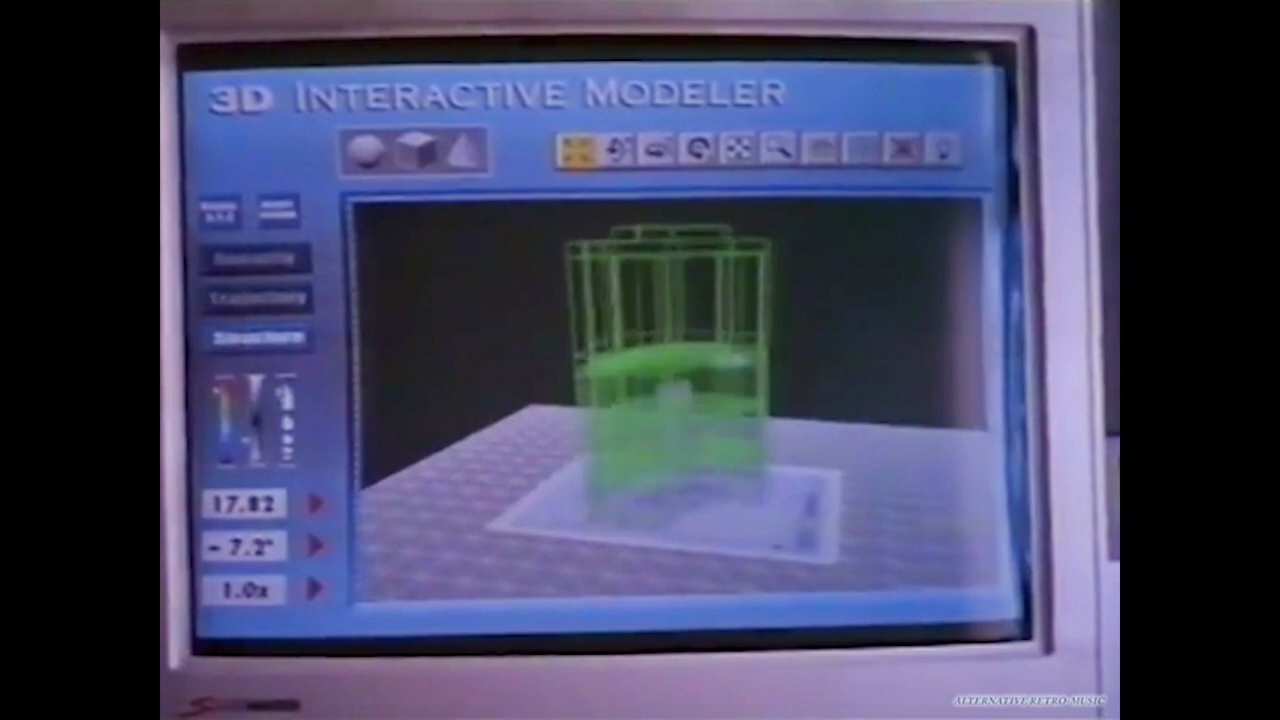 3D INTERACTIVE MODELER
Geometry
Trajectory
Structure
17.82
- 7.2°
1.0x
ALTERNATIVE-RETRO-MUSIC